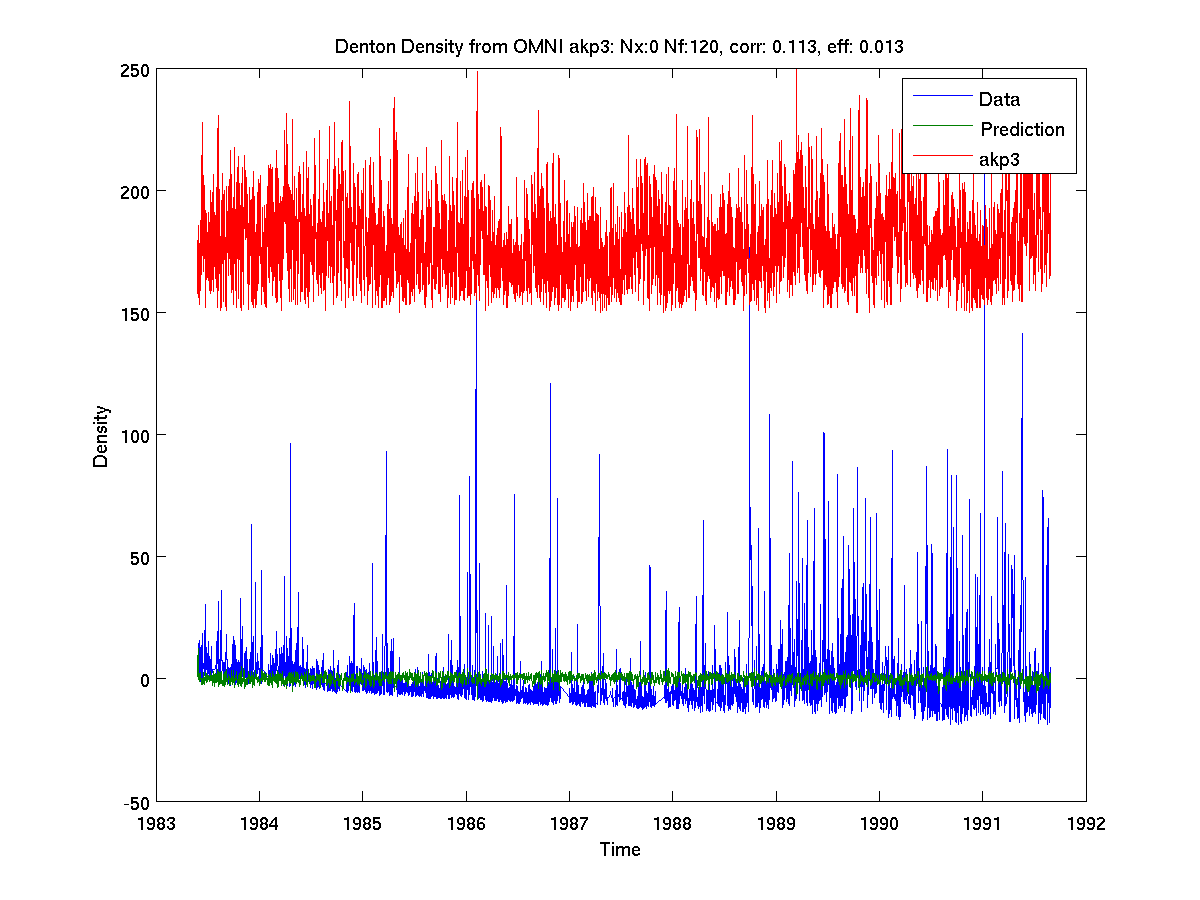 Denton Density from OMNI akp3: Nx:0 Nf:120, corr: 0.113, eff: 0.013
250
200
150
100
50
0
-50
Density
Data
Prediction
akp3
1983 1984 1985 1986 1987 1988 1989 1990 1991 1992
Time